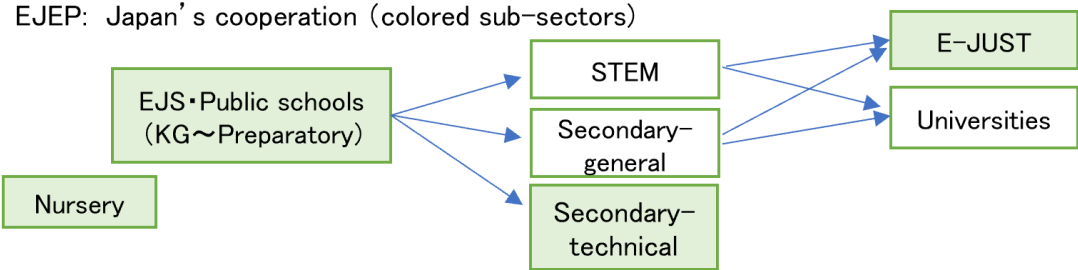 EJEP: Japan's cooperation (colored sub-sectors)
EJS・Public schools
(KG～Preparatory)
Nursery
STEM
Secondary-
general
Secondary-
technical
E-JUST
Universities